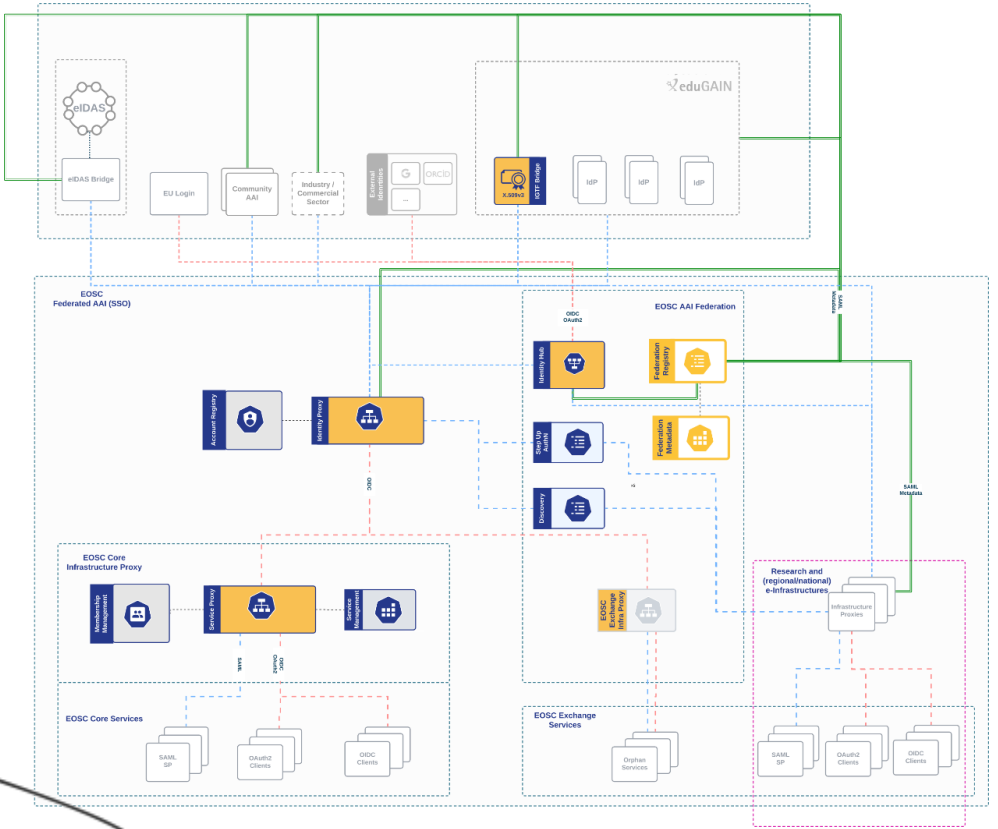 eduGAIN
eIDAS
eIDAS Bridge
EU Login
Community
AAI
Industry /
Commercial
Sector
External
Identities
G
ORCID
...
X.509v3
IGTF Bridge
IdP
IdP
IdP
EOSC
Federated AAI (SSO)
SAML
Metadata
EOSC AAI Federation
OIDC
OAuth2
Identity Hub
Federation
Registry
Account Registry
Identity Proxy
Step Up
AuthN
Federation
Metadata
OIDC
Discovery
SAML
Metadata
EOSC Core
Infrastructure Proxy
Membership
Management
Service Proxy
Service
Management
EOSC
Exchange
Infra Proxy
Research and
(regional/national)
e-Infrastructures
Infrastructure
Proxies
SAML
OIDC
OAuth2
EOSC Core Services
SAML
SP
OAuth2
Clients
OIDC
Clients
EOSC Exchange
Services
Orphan
Services
SAML
SP
OAuth2
Clients
OIDC
Clients